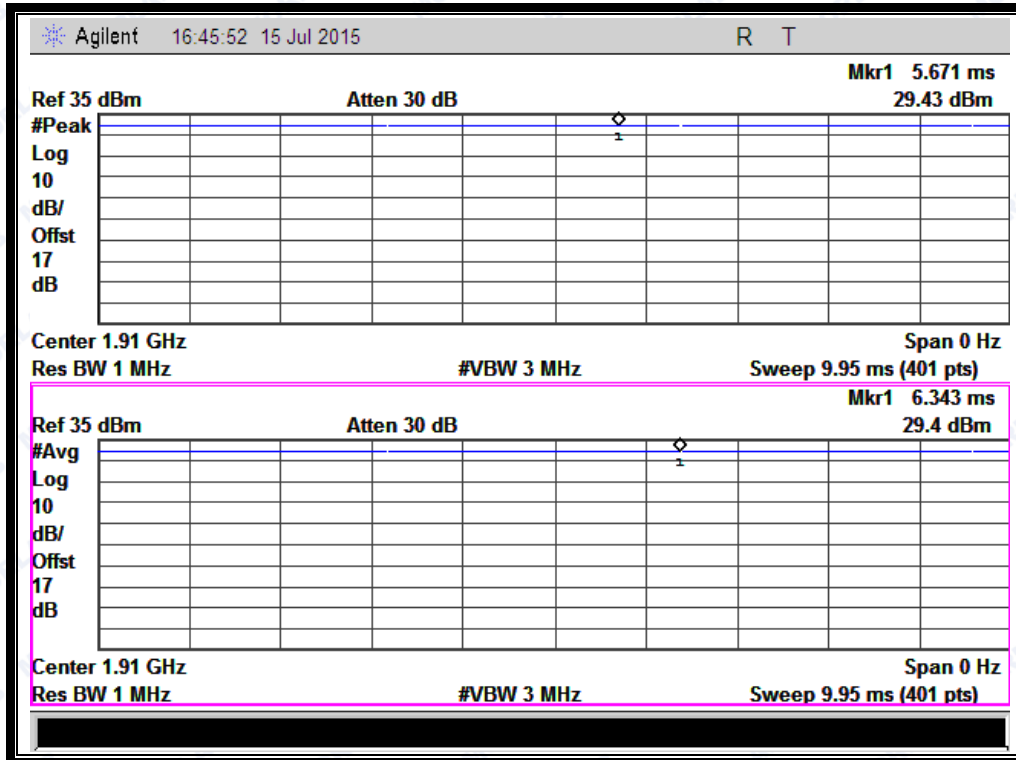 Agilent 16:45:52 15 Jul 2015 R T
Mkr1 5.671 ms
Ref 35 dBm Atten 30 dB 29.43 dBm
#Peak
1
Log
10
dB/
Offst
17
dB
Center 1.91 GHz Span 0 Hz
Res BW 1 MHz #VBW 3 MHz Sweep 9.95 ms (401 pts)
Mkr1 6.343 ms
Ref 35 dBm Atten 30 dB 29.4 dBm
#Avg
1
Log
10
dB/
Offst
17
dB
Center 1.91 GHz Span 0 Hz
Res BW 1 MHz #VBW 3 MHz Sweep 9.95 ms (401 pts)